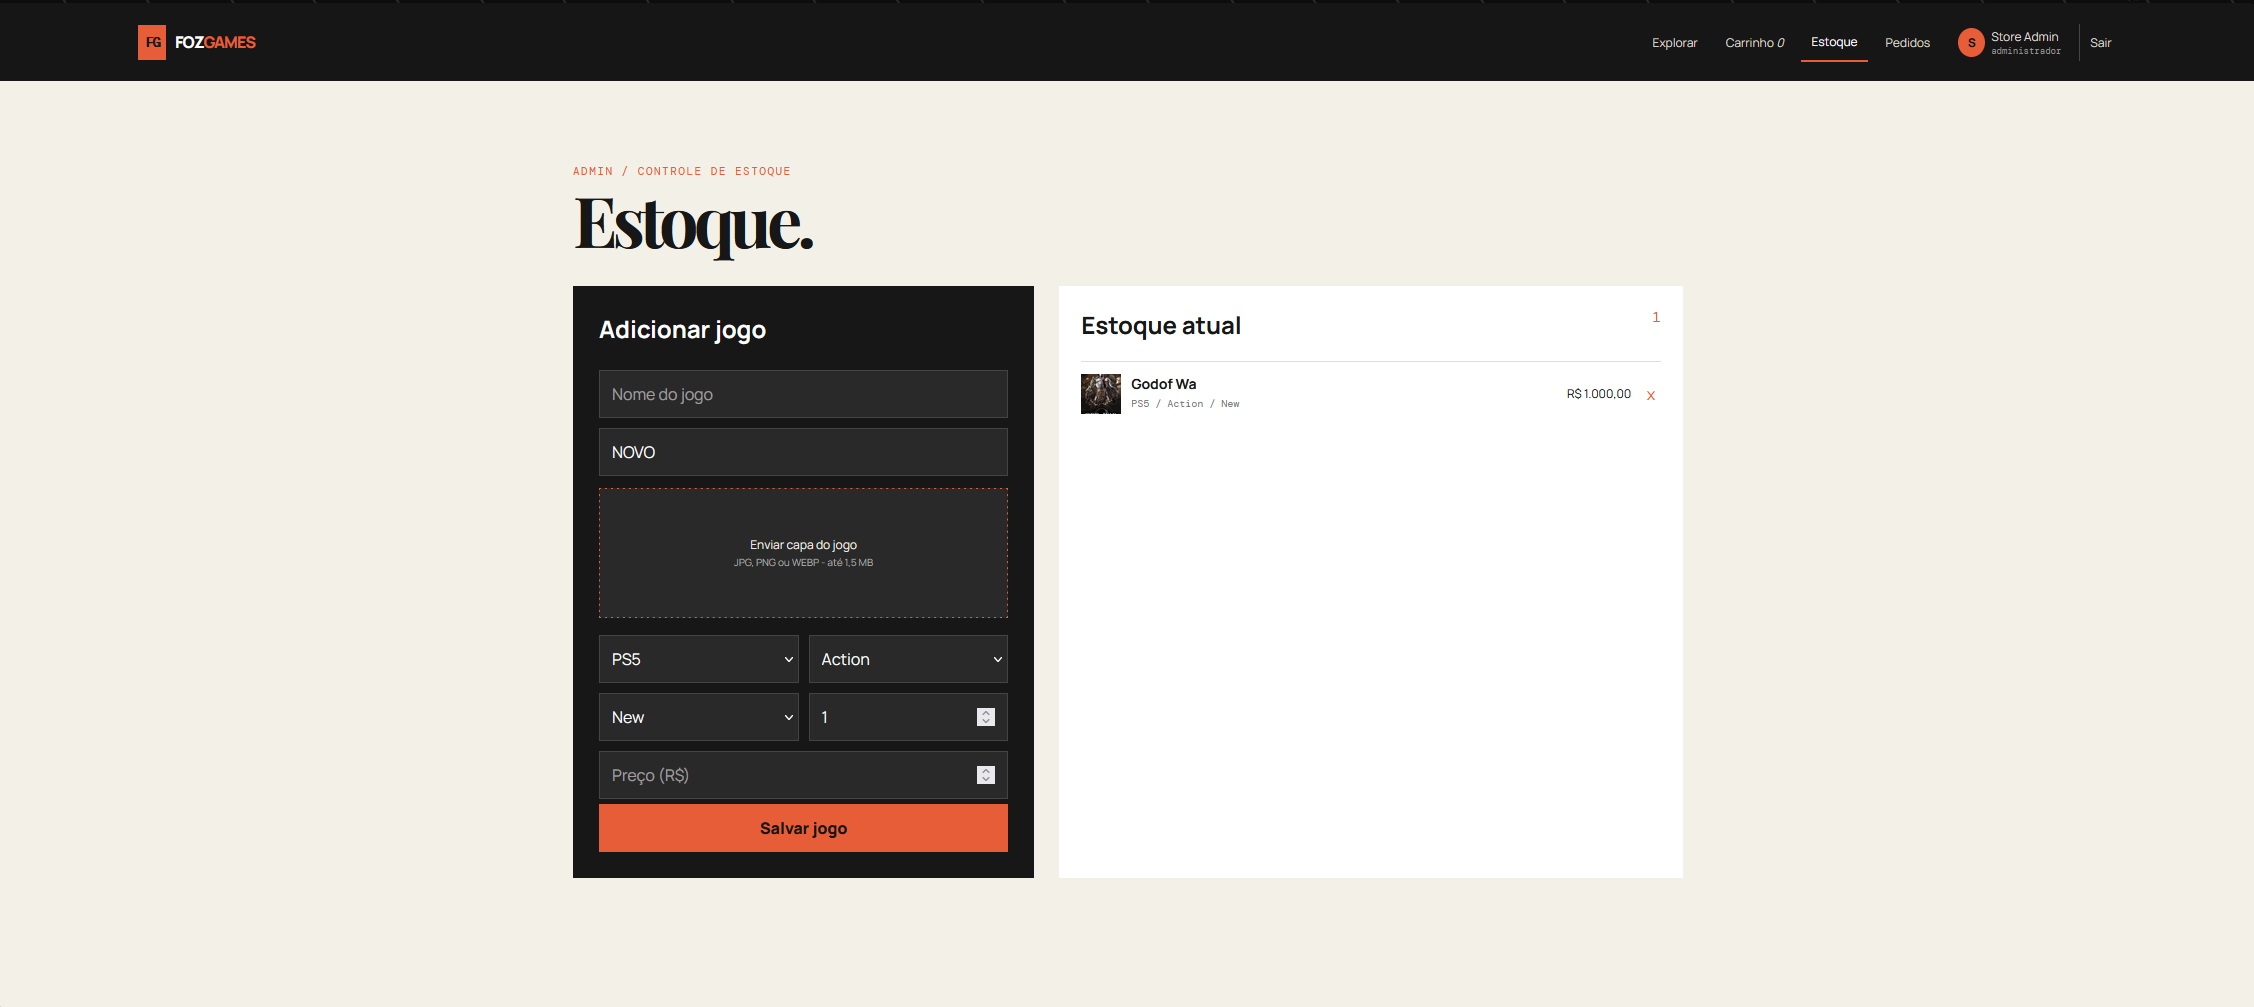 FG FOZGAMES
Explorar Carrinho 0 Estoque Pedidos S Store Admin Sair
administrador
ADMIN / CONTROLE DE ESTOQUE
Estoque.
Adicionar jogo
Nome do jogo
NOVO
Enviar capa do jogo
JPG, PNG ou WEBP - até 1,5 MB
PS5 Action
New 1
Preço (R$)
Salvar jogo
Estoque atual 1
Godof Wa
PS5 / Action / New
R$ 1.000,00 X